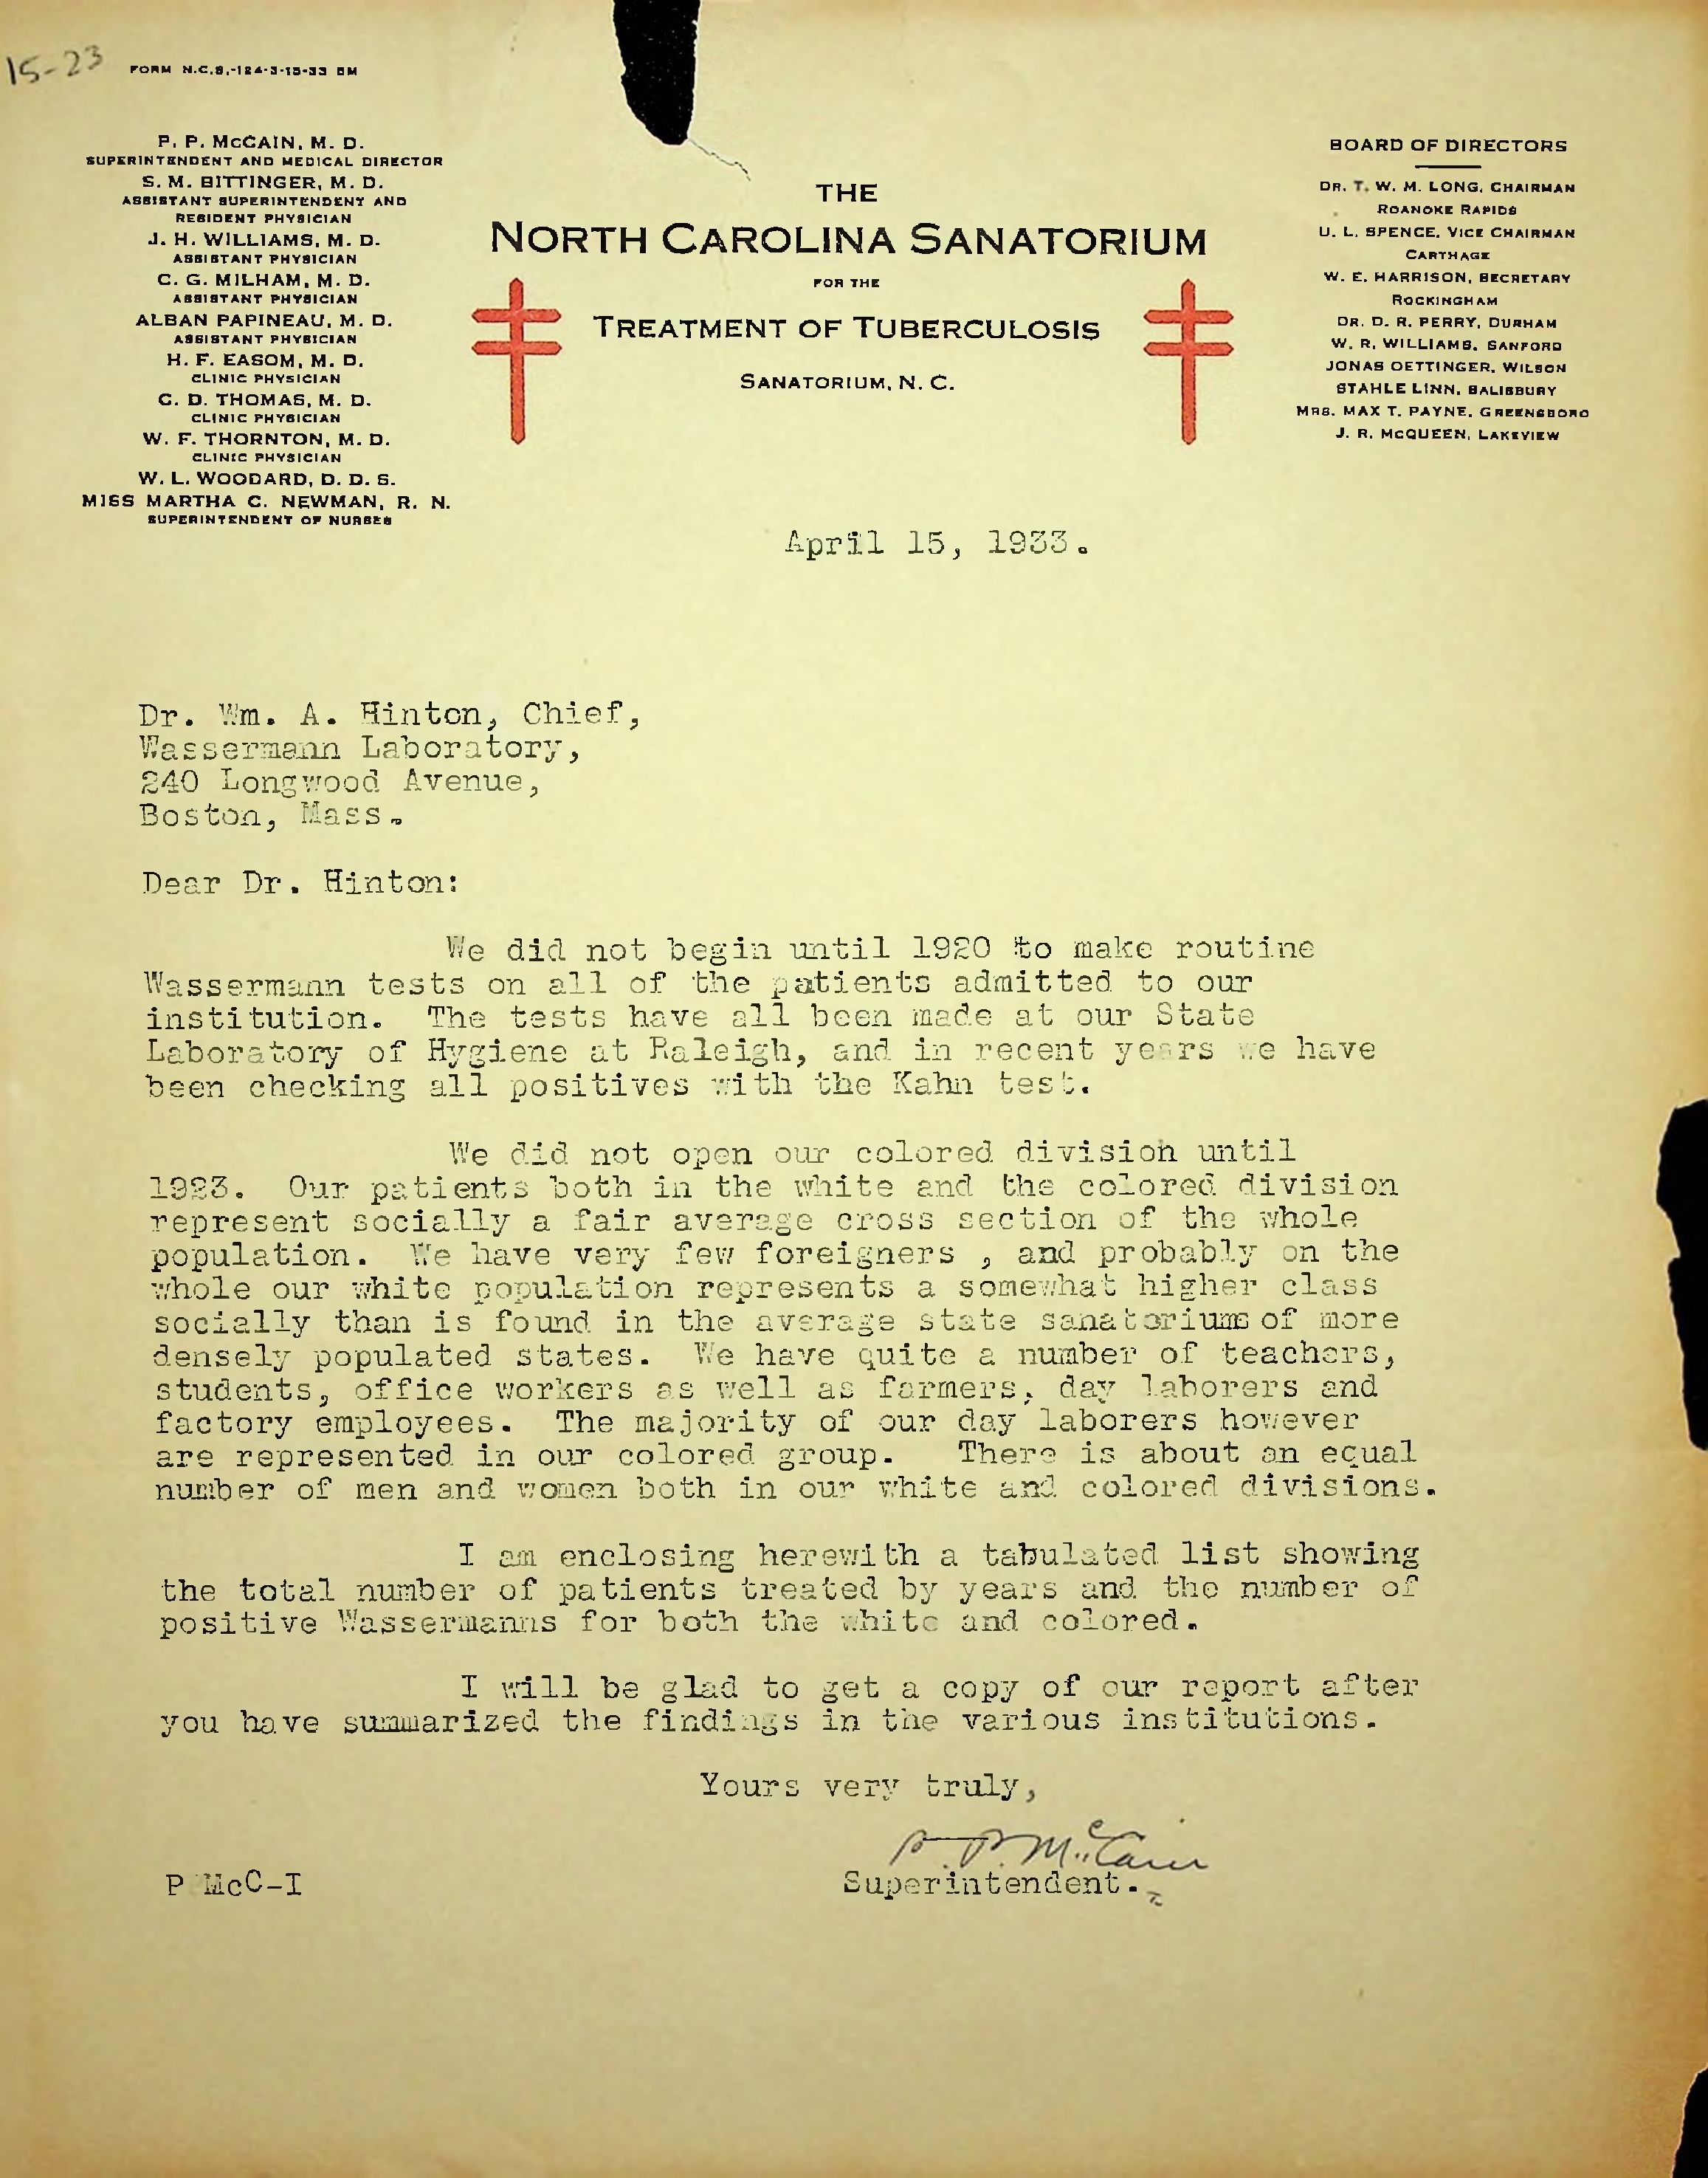 15-23
FORM N.C.S.-124-3-15-33 5M
P. P. McCAIN, M. D.
SUPERINTENDENT AND MEDICAL DIRECTOR
S. M. BITTINGER, M. D.
ASSISTANT SUPERINTENDENT AND
RESIDENT PHYSICIAN
J. H. WILLIAMS, M. D.
ASSISTANT PHYSICIAN
C. G. MILHAM, M. D.
ASSISTANT PHYSICIAN
ALBAN PAPINEAU, M. D.
ASSISTANT PHYSICIAN
H. F. EASOM, M. D.
CLINIC PHYSICIAN
C. D. THOMAS, M. D.
CLINIC PHYSICIAN
W. F. THORNTON, M. D.
CLINIC PHYSICIAN
W. L. WOODARD, D. D. S.
MISS MARTHA C. NEWMAN, R. N.
SUPERINTENDENT OF NURSES
THE
NORTH CAROLINA SANATORIUM
FOR THE
TREATMENT OF TUBERCULOSIS
SANATORIUM, N. C.
BOARD OF DIRECTORS
DR. T. W. M. LONG, CHAIRMAN
ROANOKE RAPIDS
U. L. SPENCE, VICE CHAIRMAN
CARTHAGE
W. E. HARRISON, SECRETARY
ROCKINGHAM
DR. D. R. PERRY, DURHAM
W. R. WILLIAMS, SANFORD
JONAS OETTINGER, WILSON
STAHLE LINN, SALISBURY
MRS. MAX T. PAYNE, GREENSBORO
J. R. McQUEEN, LAKEVIEW
April 15, 1933.
Dr. Wm. A. Hinton, Chief,
Wassermann Laboratory,
240 Longwood Avenue,
Boston, Mass.
Dear Dr. Hinton:
We did not begin until 1920 to make routine
Wassermann tests on all of the patients admitted to our
institution. The tests have all been made at our State
Laboratory of Hygiene at Raleigh, and in recent years we have
been checking all positives with the Kahn test.
We did not open our colored division until
1923. Our patients both in the white and the colored division
represent socially a fair average cross section of the whole
population. We have very few foreigners , and probably on the
whole our white population represents a somewhat higher class
socially than is found in the average state sanatoriums of more
densely populated states. We have quite a number of teachers,
students, office workers as well as farmers, day laborers and
factory employees. The majority of our day laborers however
are represented in our colored group. There is about an equal
number of men and women both in our white and colored divisions.
I am enclosing herewith a tabulated list showing
the total number of patients treated by years and the number of
positive Wassermanns for both the white and colored.
I will be glad to get a copy of our report after
you have summarized the findings in the various institutions.
Yours very truly,
P. P. McCain
P McC-I Superintendent.